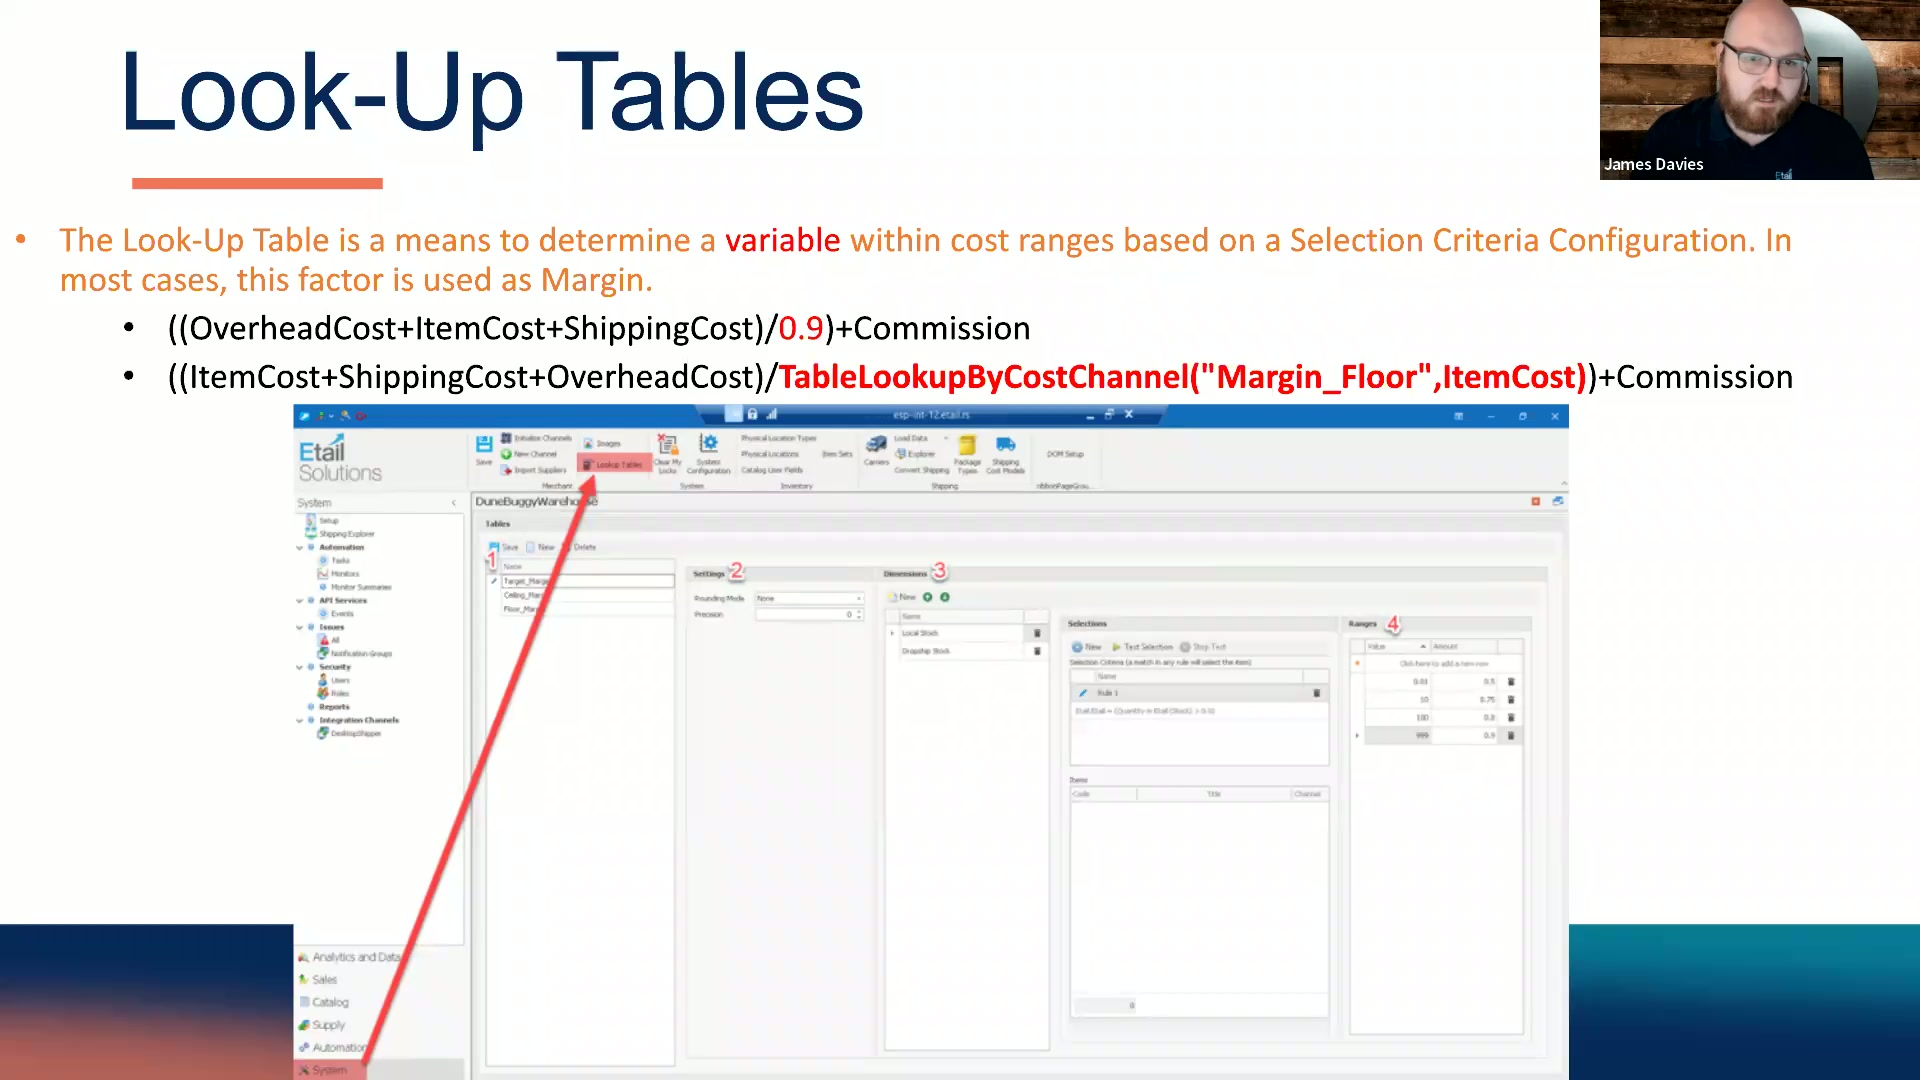 Look-Up Tables
James Davies
Etail
• The Look-Up Table is a means to determine a variable within cost ranges based on a Selection Criteria Configuration. In
most cases, this factor is used as Margin.
• ((OverheadCost+ItemCost+ShippingCost)/0.9)+Commission
• ((ItemCost+ShippingCost+OverheadCost)/TableLookupByCostChannel("Margin_Floor",ItemCost))+Commission
esp-int-12.etail.rs
Etail
Solutions
Save
Initialize Channels
New Channel
Import Suppliers
Images
Lookup Tables
Merchant
Clear My
Locks
System
Configuration
System
Physical Location Types
Physical Locations
Catalog User Fields
Item Sets
Inventory
Carriers
Load Data
Explorer
Convert Shipping
Package
Types
Shipping
Cost Models
Shipping
DOM Setup
ribbonPageGrou...
System
Setup
Shipping Explorer
Automation
Tasks
Monitors
Monitor Summaries
API Services
Events
Issues
All
Notification Groups
Security
Users
Roles
Reports
Integration Channels
DesktopShipper
Analytics and Data
Sales
Catalog
Supply
Automation
System
DuneBuggyWarehouse
Tables
Save New Delete
1
Name
Target_Margin
Ceiling_Mar
Floor_Mar
Settings 2
Rounding Mode None
Precision 0
Dimensions 3
New
Name
Local Stock
Dropship Stock
Selections
New Test Selection Stop Test
Selection Criteria (a match in any rule will select the item)
Name
Rule 1
Items
Code Title Channel
0
Ranges 4
Value Amount
Click here to add a new row
0.01 0.5
10 0.75
100 0.8
999 0.9